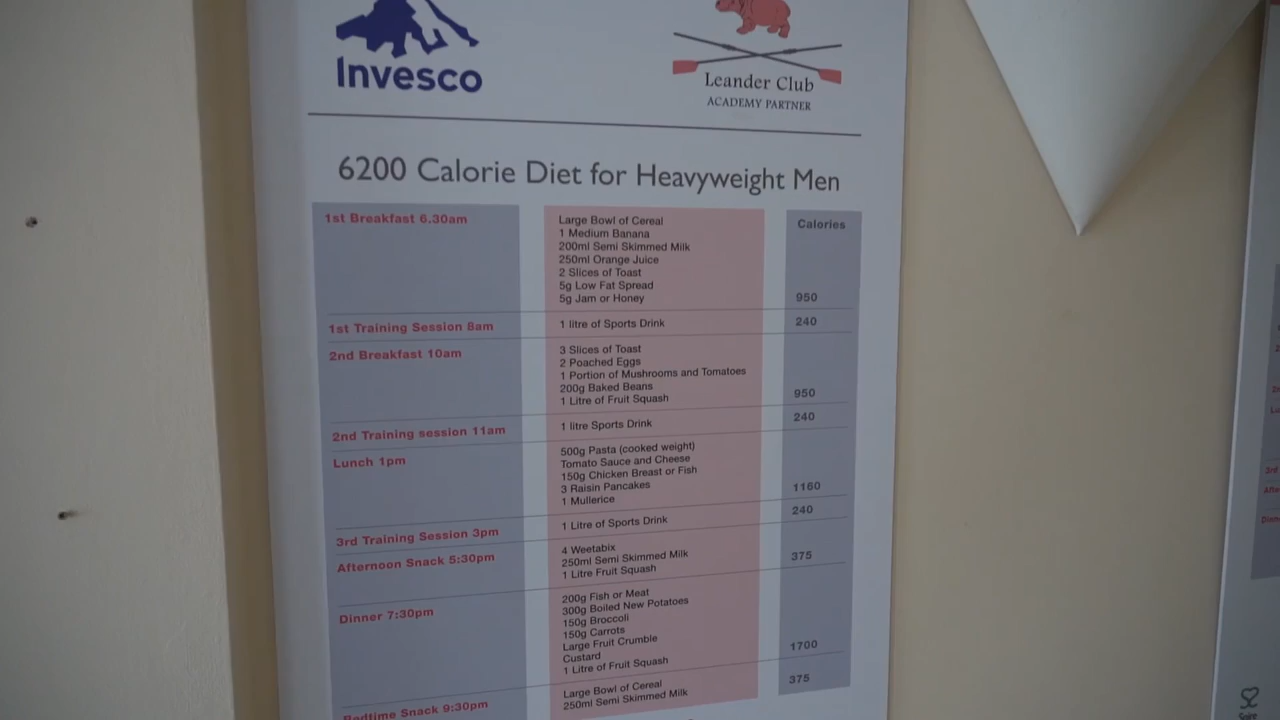 Invesco
Leander Club
ACADEMY PARTNER
6200 Calorie Diet for Heavyweight Men
1st Breakfast 6.30am
Large Bowl of Cereal
1 Medium Banana
200ml Semi Skimmed Milk
250ml Orange Juice
2 Slices of Toast
5g Low Fat Spread
5g Jam or Honey
Calories
950
1st Training Session 8am
1 litre of Sports Drink
240
2nd Breakfast 10am
3 Slices of Toast
2 Poached Eggs
1 Portion of Mushrooms and Tomatoes
200g Baked Beans
1 Litre of Fruit Squash
950
2nd Training session 11am
1 litre Sports Drink
240
Lunch 1pm
500g Pasta (cooked weight)
Tomato Sauce and Cheese
150g Chicken Breast or Fish
3 Raisin Pancakes
1 Mullerice
1160
3rd Training Session 3pm
1 Litre of Sports Drink
240
Afternoon Snack 5:30pm
4 Weetabix
250ml Semi Skimmed Milk
1 Litre Fruit Squash
375
Dinner 7:30pm
200g Fish or Meat
300g Boiled New Potatoes
150g Broccoli
150g Carrots
Large Fruit Crumble
Custard
1 Litre of Fruit Squash
1700
Bedtime Snack 9:30pm
Large Bowl of Cereal
250ml Semi Skimmed Milk
375